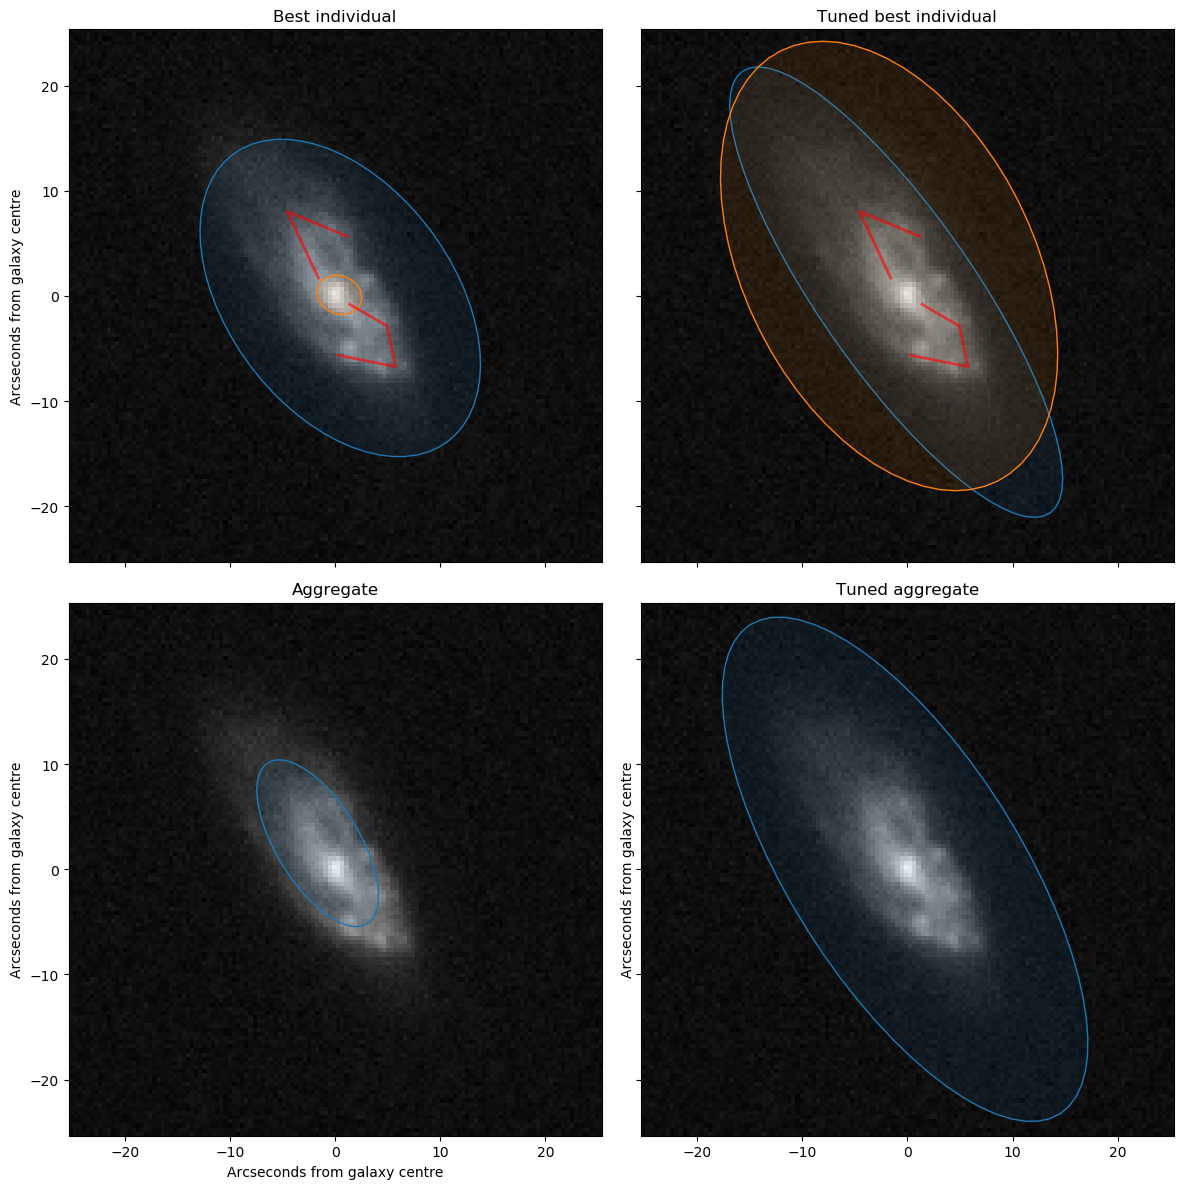 Best individual
Tuned best individual
20
10
0
−10
−20
Arcseconds from galaxy centre
Aggregate
Tuned aggregate
20
10
0
−10
−20
Arcseconds from galaxy centre
Arcseconds from galaxy centre
−20 −10 0 10 20
−20 −10 0 10 20
Arcseconds from galaxy centre